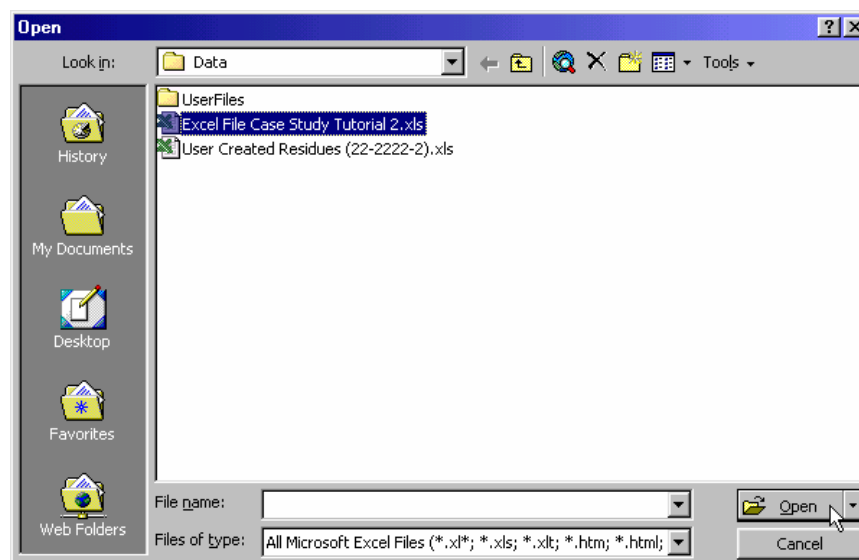 Open
Look in: Data Tools
UserFiles
Excel File Case Study Tutorial 2.xls
User Created Residues (22-2222-2).xls
History
My Documents
Desktop
Favorites
Web Folders
File name: Open
Files of type: All Microsoft Excel Files (*.xl*; *.xls; *.xlt; *.htm; *.html; Cancel